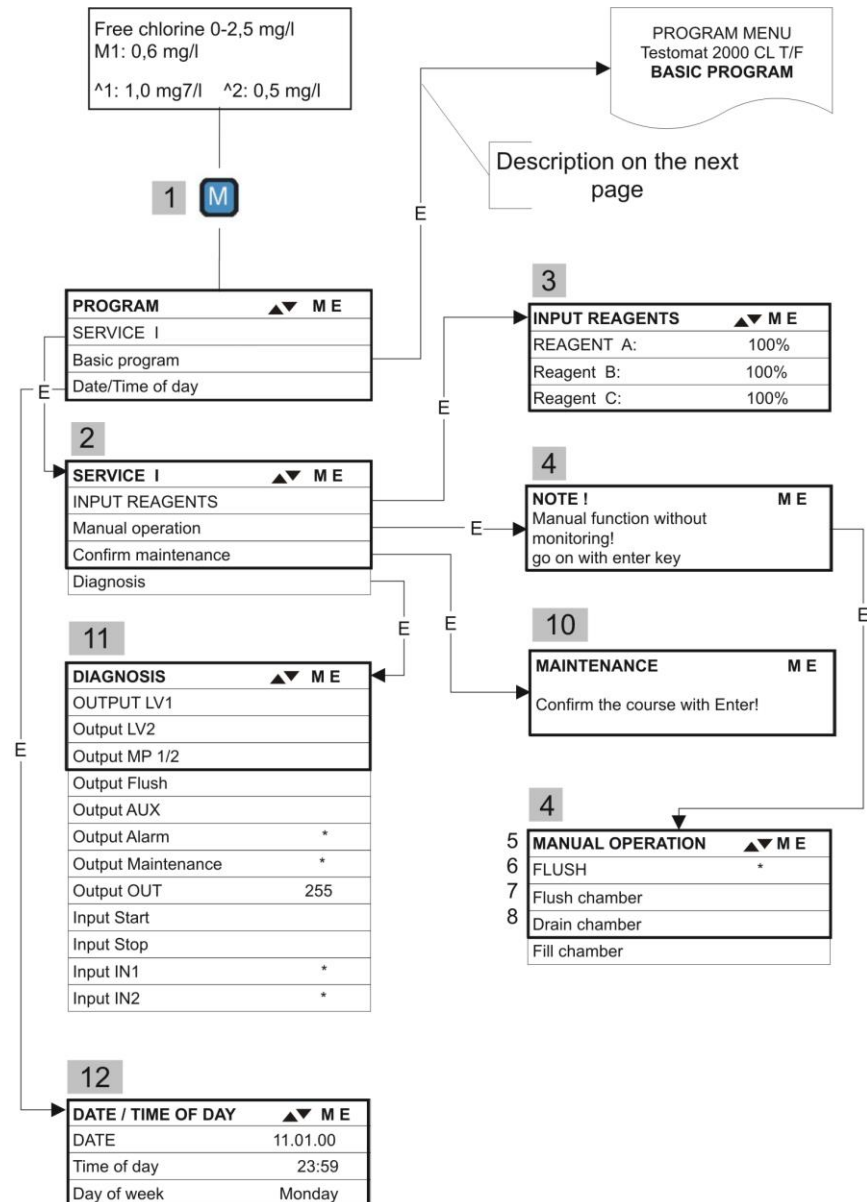 Free chlorine 0-2,5 mg/l
M1: 0,6 mg/l
^1: 1,0 mg7/l ^2: 0,5 mg/l
PROGRAM MENU
Testomat 2000 CL T/F
BASIC PROGRAM
Description on the next
page
1 M
E
PROGRAM ▲▼ M E
SERVICE I
Basic program
Date/Time of day
E
3
INPUT REAGENTS ▲▼ M E
REAGENT A: 100%
Reagent B: 100%
Reagent C: 100%
E
2
SERVICE I ▲▼ M E
INPUT REAGENTS
Manual operation
Confirm maintenance
Diagnosis
E
4
NOTE ! M E
Manual function without
monitoring!
go on with enter key
E
E
E
10
MAINTENANCE M E
Confirm the course with Enter!
11
DIAGNOSIS ▲▼ M E
OUTPUT LV1
Output LV2
Output MP 1/2
Output Flush
Output AUX
Output Alarm *
Output Maintenance *
Output OUT 255
Input Start
Input Stop
Input IN1 *
Input IN2 *
E
4
5 MANUAL OPERATION ▲▼ M E
6 FLUSH *
7 Flush chamber
8 Drain chamber
Fill chamber
12
DATE / TIME OF DAY ▲▼ M E
DATE 11.01.00
Time of day 23:59
Day of week Monday